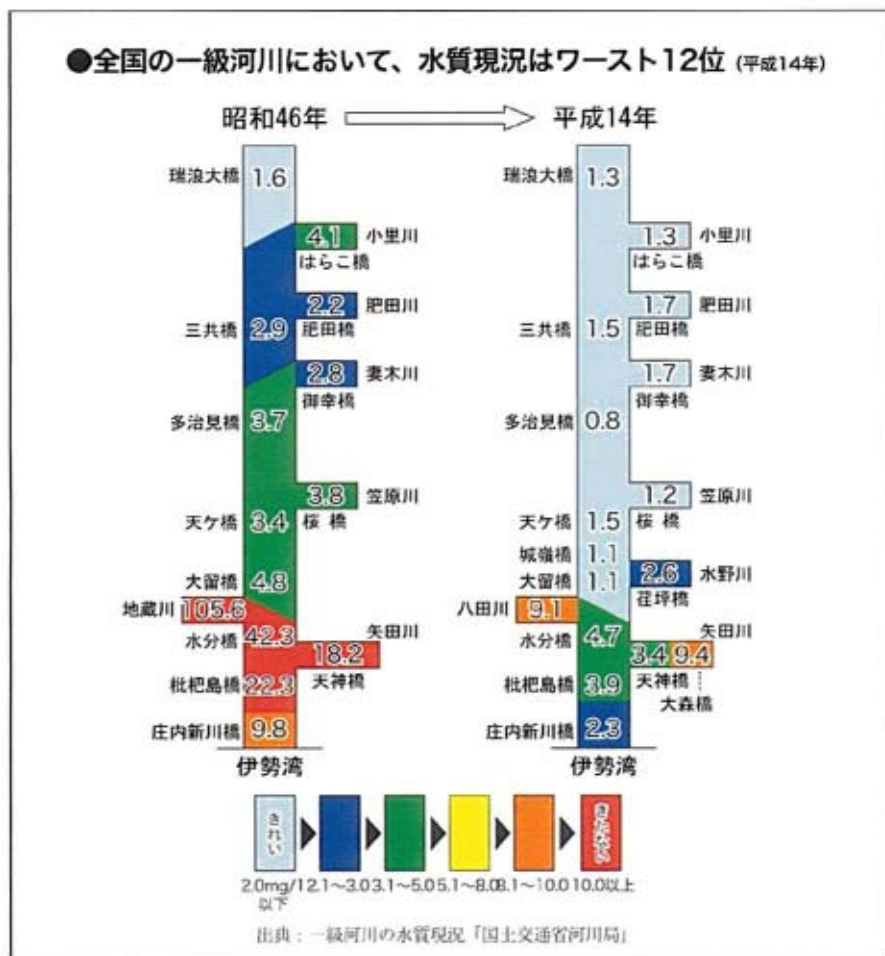 ●全国の一級河川において、水質現況はワースト12位 (平成14年)
昭和46年
平成14年
瑞浪大橋 1.6
4.1 小里川
はらこ橋
2.2 肥田川
三共橋 2.9 肥田橋
2.8 妻木川
御幸橋
多治見橋 3.7
3.8 笠原川
天ケ橋 3.4 桜橋
大留橋 4.8
地蔵川 105.6
水分橋 42.3 矢田川
18.2
枇杷島橋 22.3 天神橋
庄内新川橋 9.8
伊勢湾
瑞浪大橋 1.3
1.3 小里川
はらこ橋
1.7 肥田川
三共橋 1.5 肥田橋
1.7 妻木川
御幸橋
多治見橋 0.8
1.2 笠原川
天ケ橋 1.5 桜橋
城嶺橋 1.1
2.6 水野川
大留橋 1.1
荏坪橋
八田川 9.1
水分橋 4.7 矢田川
3.4 9.4
枇杷島橋 3.9 天神橋
大森橋
庄内新川橋 2.3
伊勢湾
きれい
きたない
2.0mg/l以下
2.1~3.0
3.1~5.0
5.1~8.0
8.1~10.0
10.0以上
出典:一級河川の水質現況「国土交通省河川局」